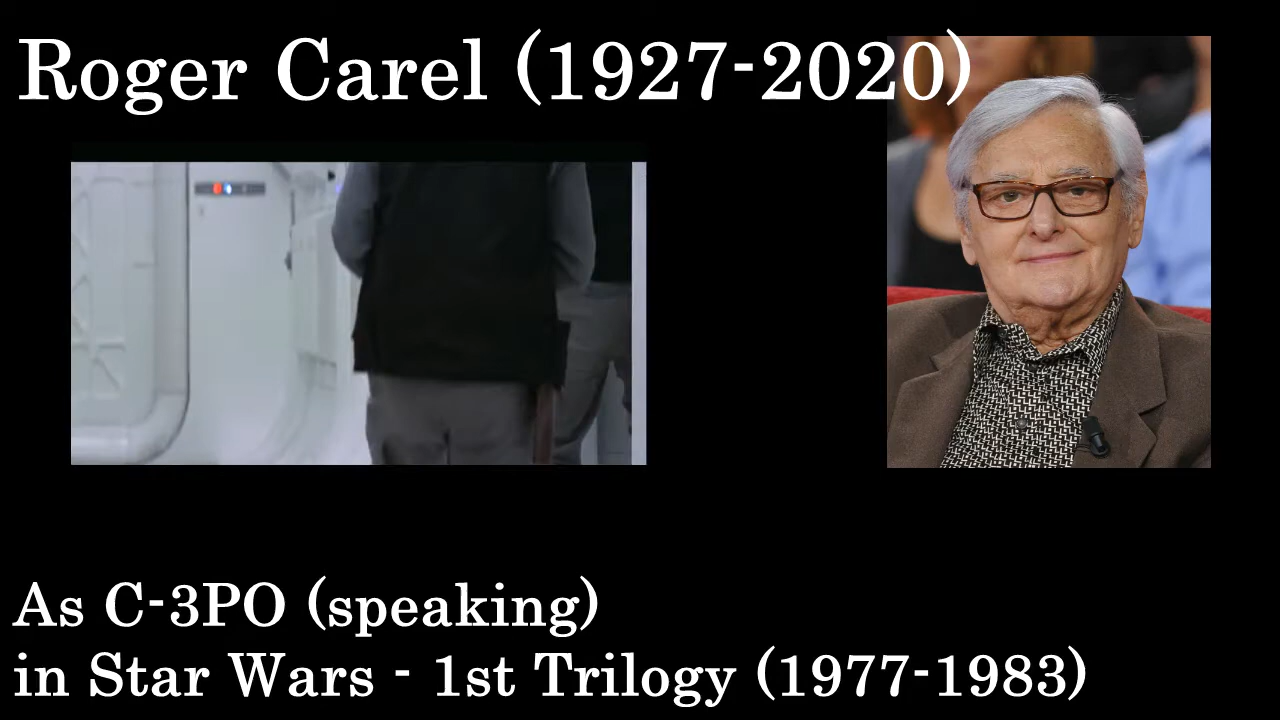 Roger Carel (1927-2020)
As C-3PO (speaking)
in Star Wars - 1st Trilogy (1977-1983)